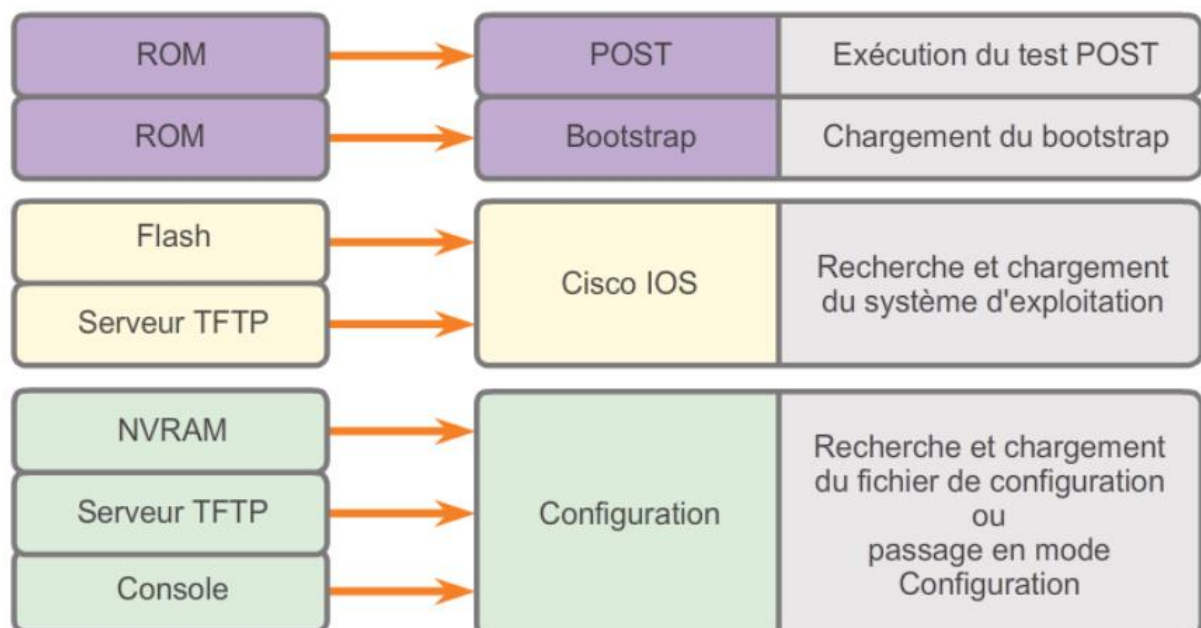 ROM
POST
Exécution du test POST
ROM
Bootstrap
Chargement du bootstrap
Flash
Serveur TFTP
Cisco IOS
Recherche et chargement
du système d'exploitation
NVRAM
Serveur TFTP
Console
Configuration
Recherche et chargement
du fichier de configuration
ou
passage en mode
Configuration